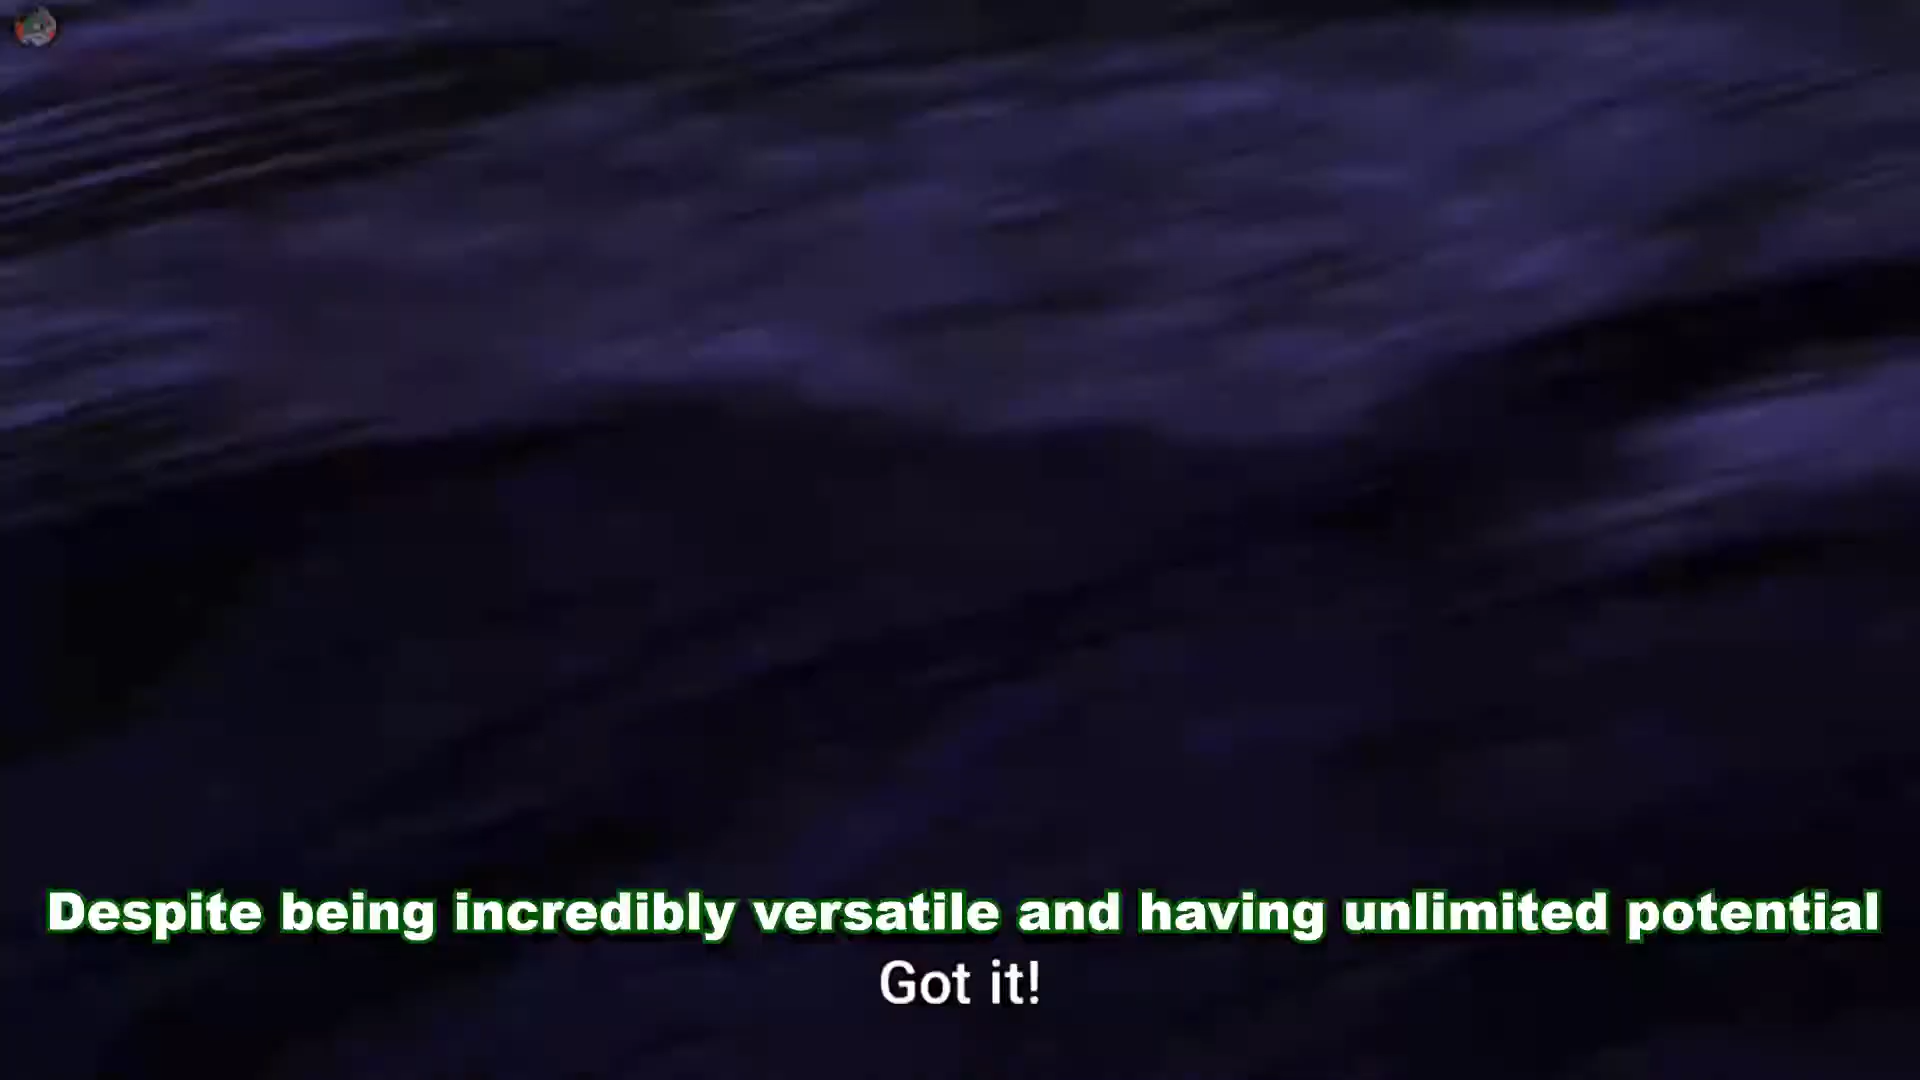 Despite being incredibly versatile and having unlimited potential
Got it!